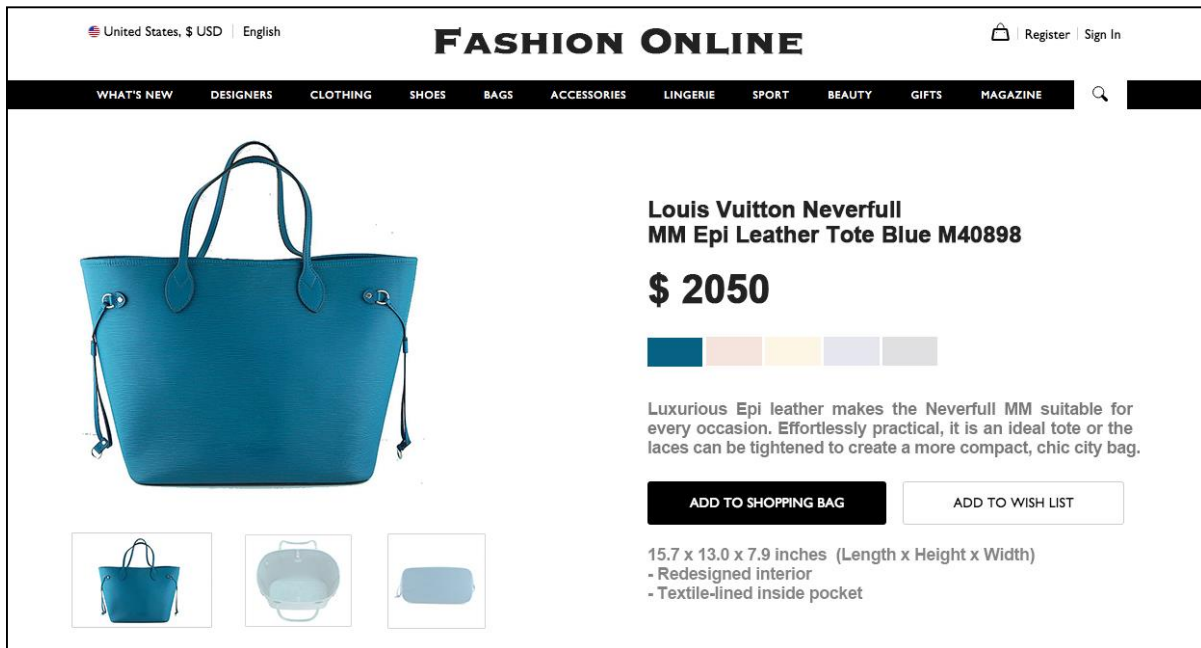 United States, $ USD English
FASHION ONLINE
Register Sign In
WHAT'S NEW DESIGNERS CLOTHING SHOES BAGS ACCESSORIES LINGERIE SPORT BEAUTY GIFTS MAGAZINE
Louis Vuitton Neverfull
MM Epi Leather Tote Blue M40898
$ 2050
Luxurious Epi leather makes the Neverfull MM suitable for
every occasion. Effortlessly practical, it is an ideal tote or the
laces can be tightened to create a more compact, chic city bag.
ADD TO SHOPPING BAG ADD TO WISH LIST
15.7 x 13.0 x 7.9 inches (Length x Height x Width)
- Redesigned interior
- Textile-lined inside pocket